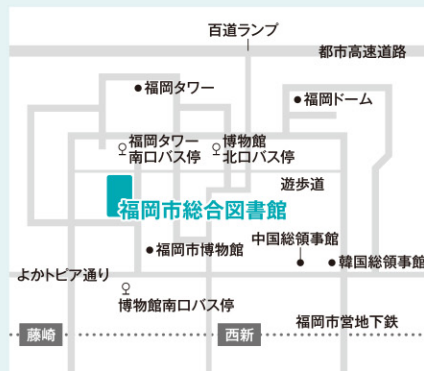 百道ランプ
都市高速道路
福岡タワー
福岡ドーム
福岡タワー
南口バス停
博物館
北口バス停
遊歩道
福岡市総合図書館
中国総領事館
福岡市博物館
韓国総領事館
よかトピア通り
博物館南口バス停
福岡市営地下鉄
藤崎
西新